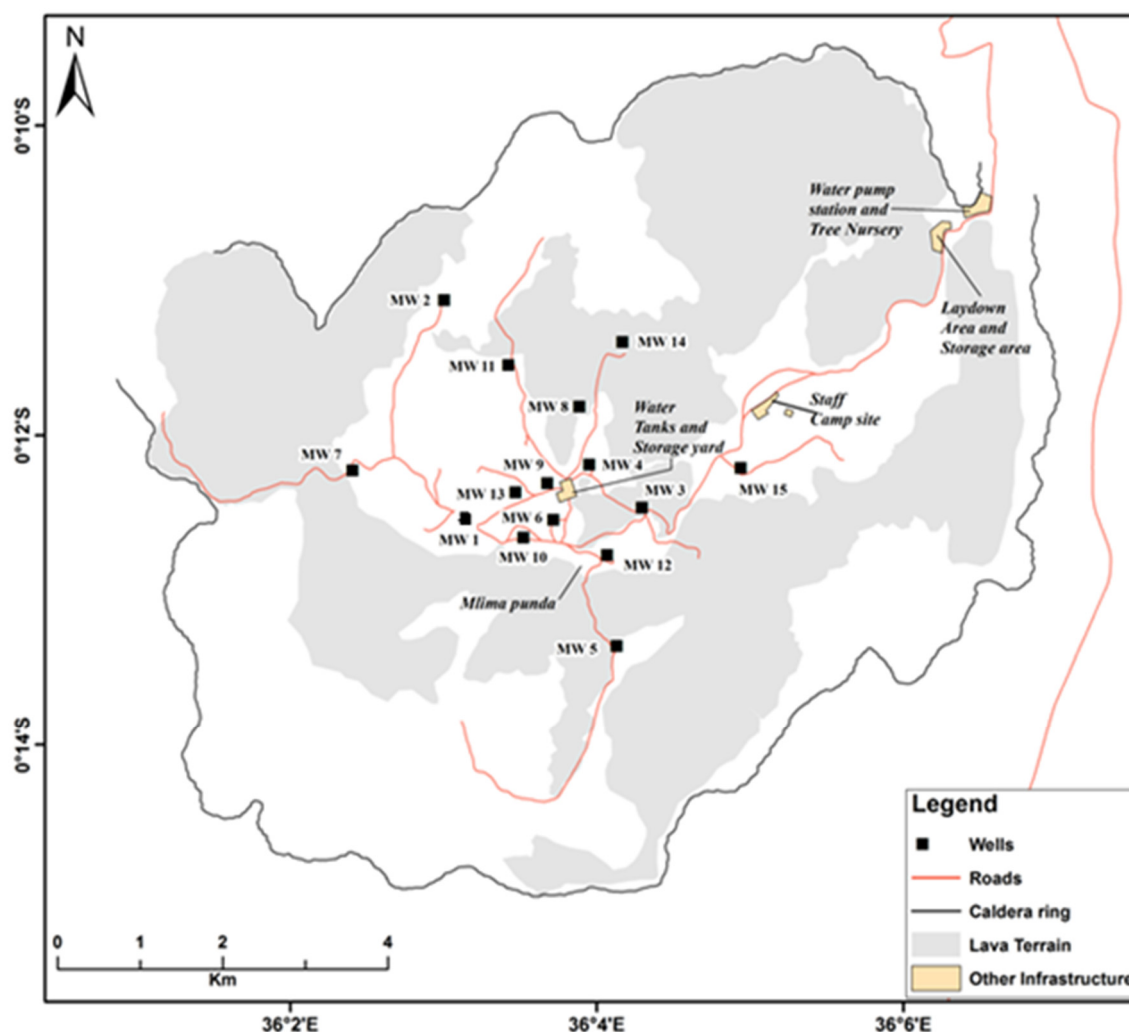 N
0°10'S
Water pump
station and
Tree Nursery
MW 2
Laydown
Area and
Storage area
MW 14
MW 11
MW 8
Water
Tanks and
Storage yard
Staff
Camp site
0°12'S
MW 7
MW 9
MW 4
MW 13
MW 3
MW 15
MW 6
MW 1
MW 10
MW 12
Mlima punda
MW 5
0°14'S
Legend
Wells
Roads
Caldera ring
Lava Terrain
Other Infrastructure
0 1 2 4
Km
36°2'E 36°4'E 36°6'E